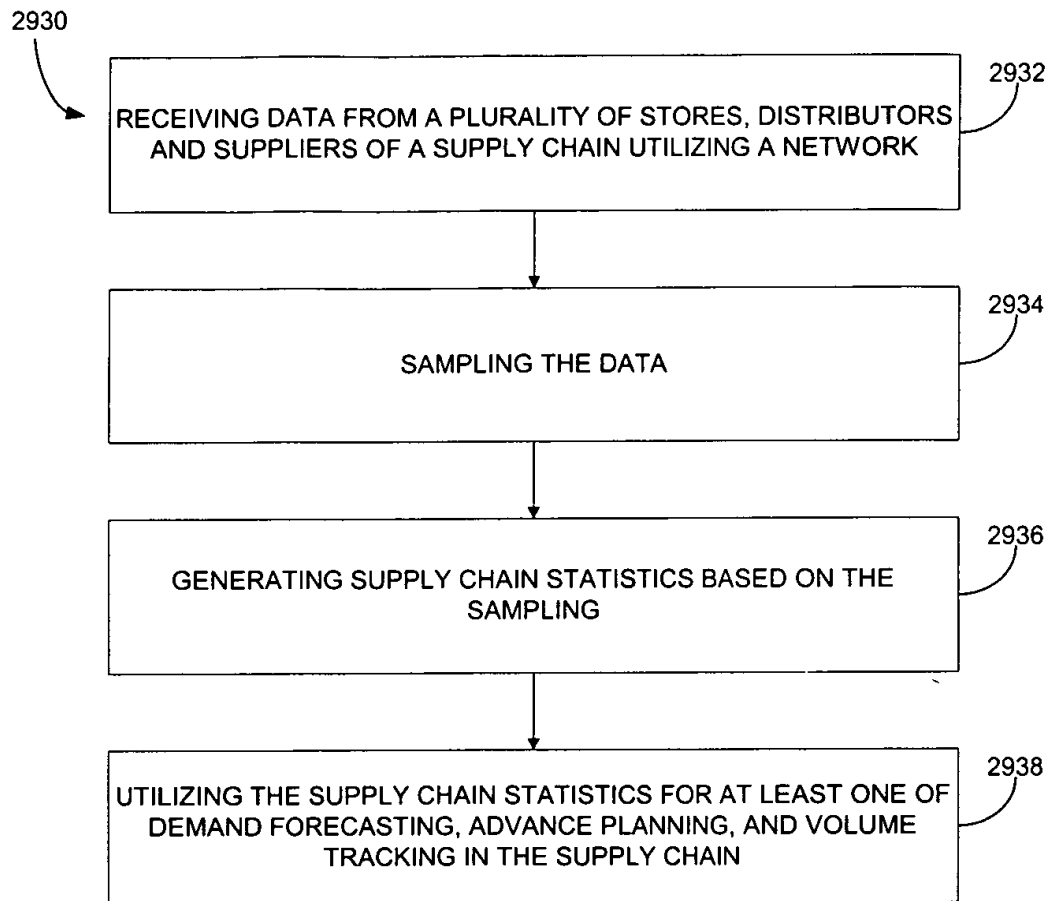 2930
2932
RECEIVING DATA FROM A PLURALITY OF STORES, DISTRIBUTORS
AND SUPPLIERS OF A SUPPLY CHAIN UTILIZING A NETWORK
2934
SAMPLING THE DATA
2936
GENERATING SUPPLY CHAIN STATISTICS BASED ON THE
SAMPLING
2938
UTILIZING THE SUPPLY CHAIN STATISTICS FOR AT LEAST ONE OF
DEMAND FORECASTING, ADVANCE PLANNING, AND VOLUME
TRACKING IN THE SUPPLY CHAIN